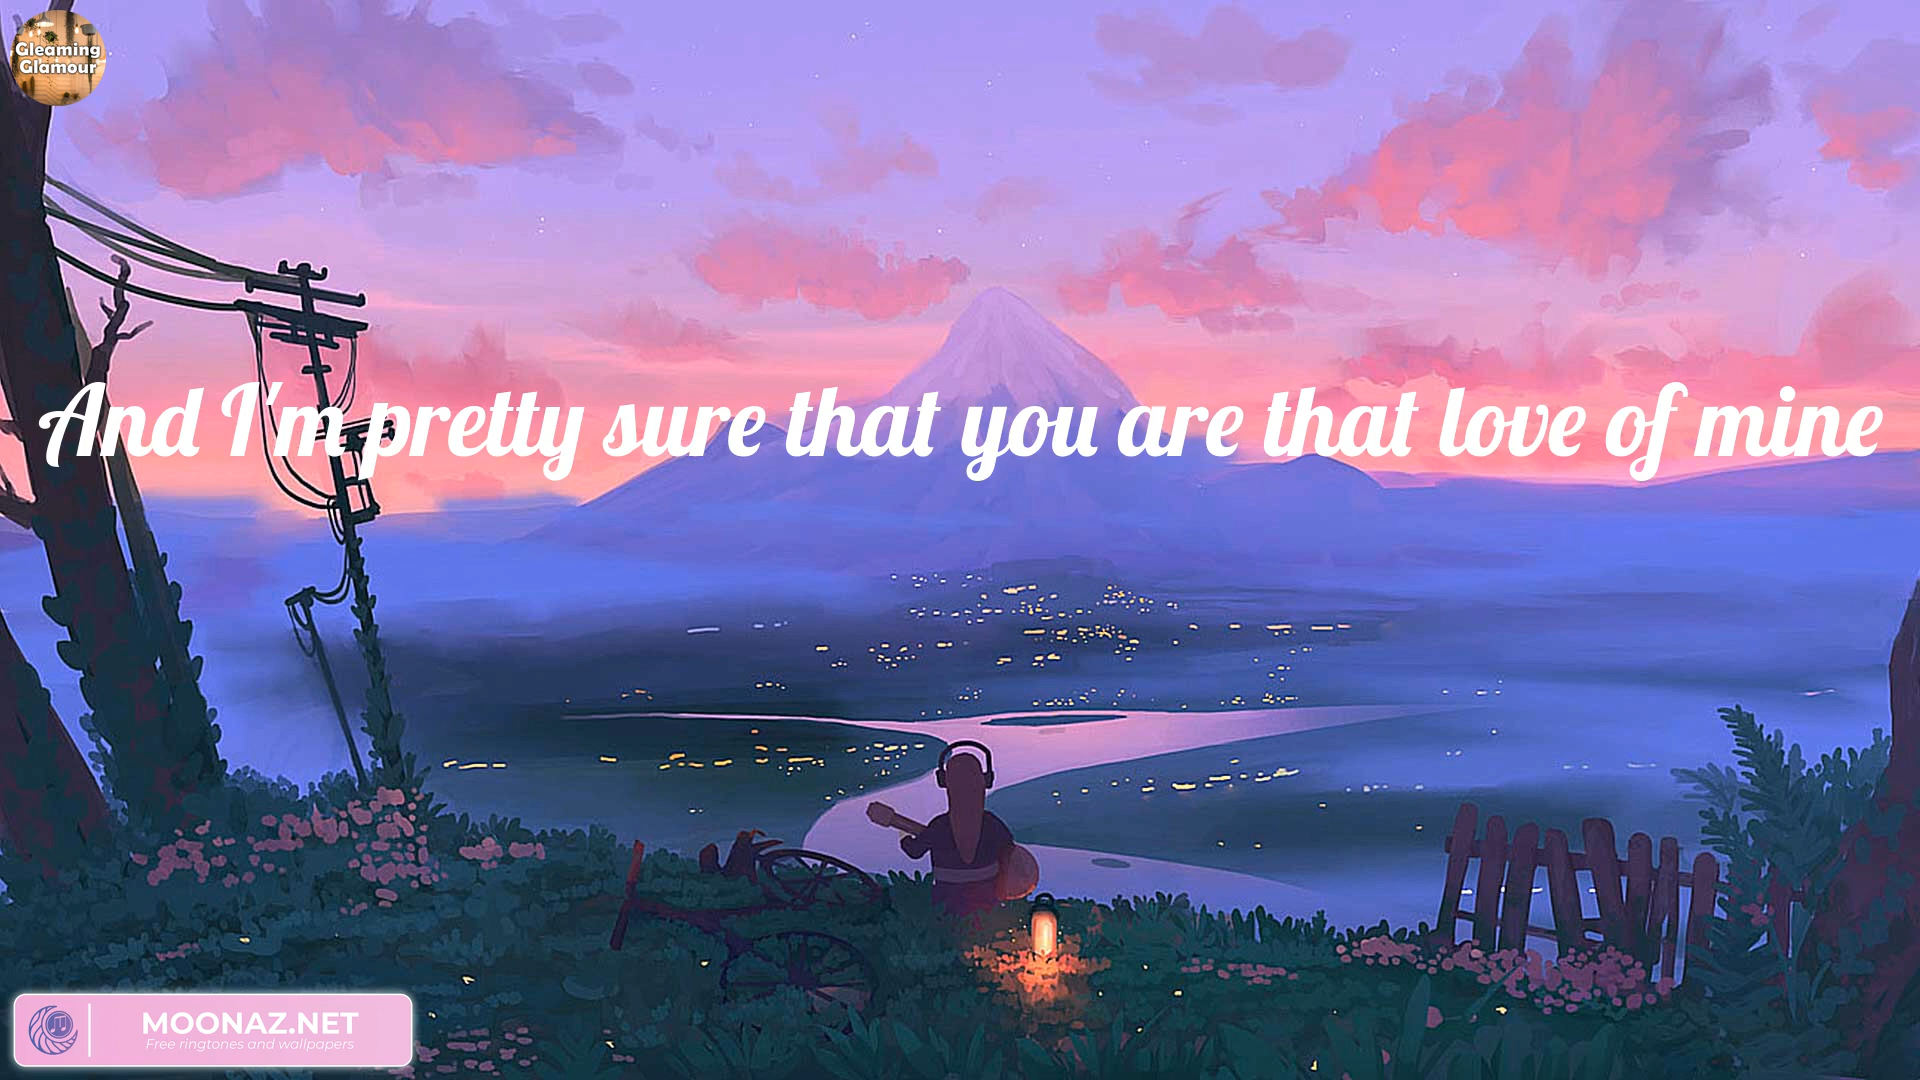 Gleaming
Glamour
And I'm pretty sure that you are that love of mine
MOONAZ.NET
Free ringtones and wallpapers